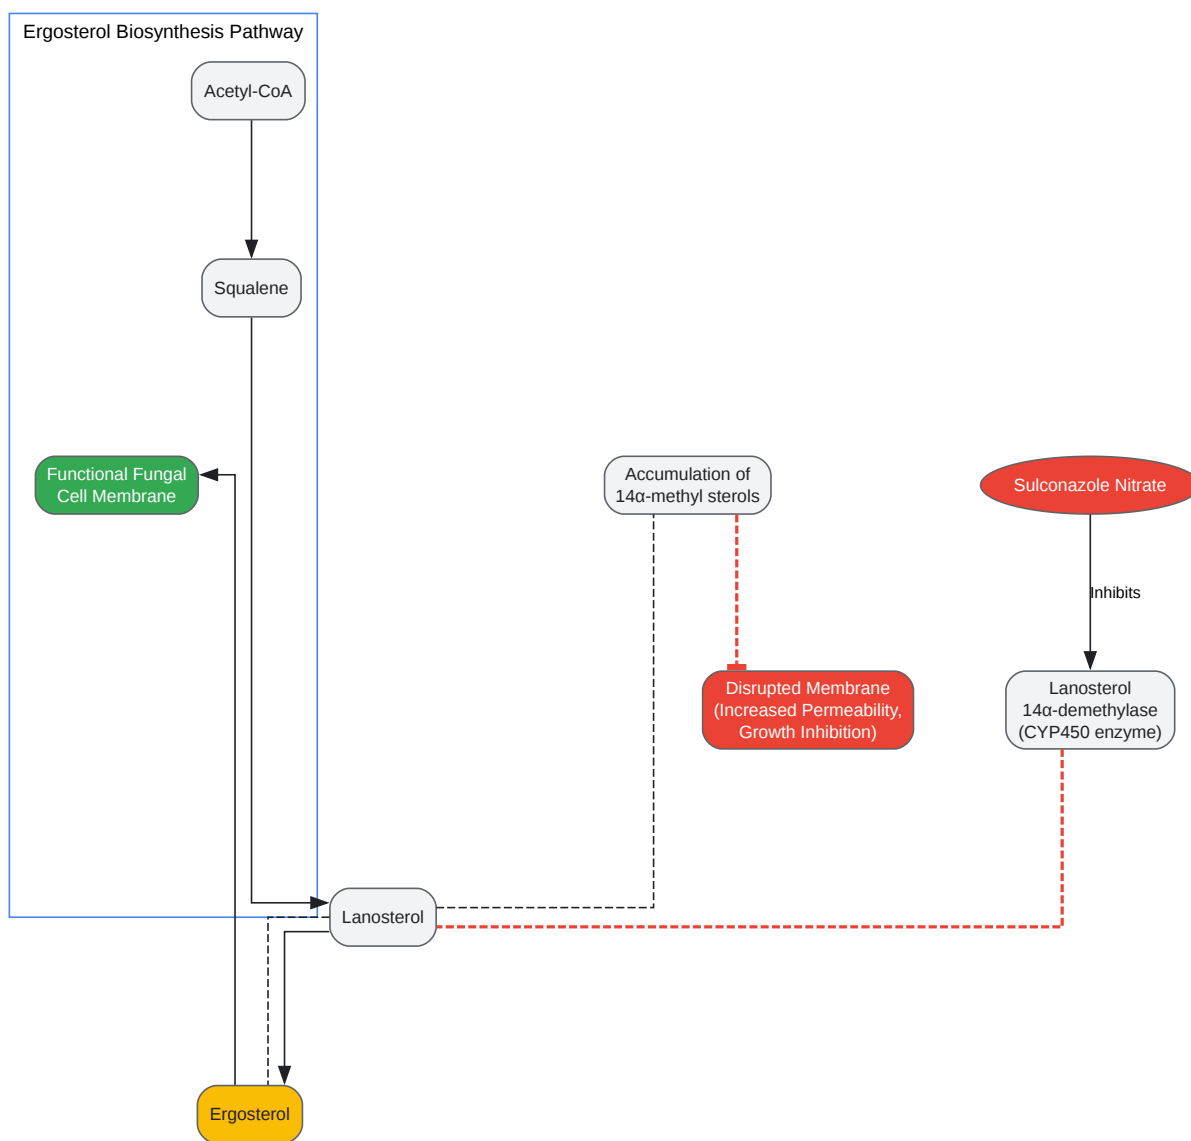 Ergosterol Biosynthesis Pathway
Acetyl-CoA
Squalene
Functional Fungal
Cell Membrane
Accumulation of
14α-methyl sterols
Sulconazole Nitrate
Inhibits
Disrupted Membrane
(Increased Permeability,
Growth Inhibition)
Lanosterol
14α-demethylase
(CYP450 enzyme)
Lanosterol
Ergosterol